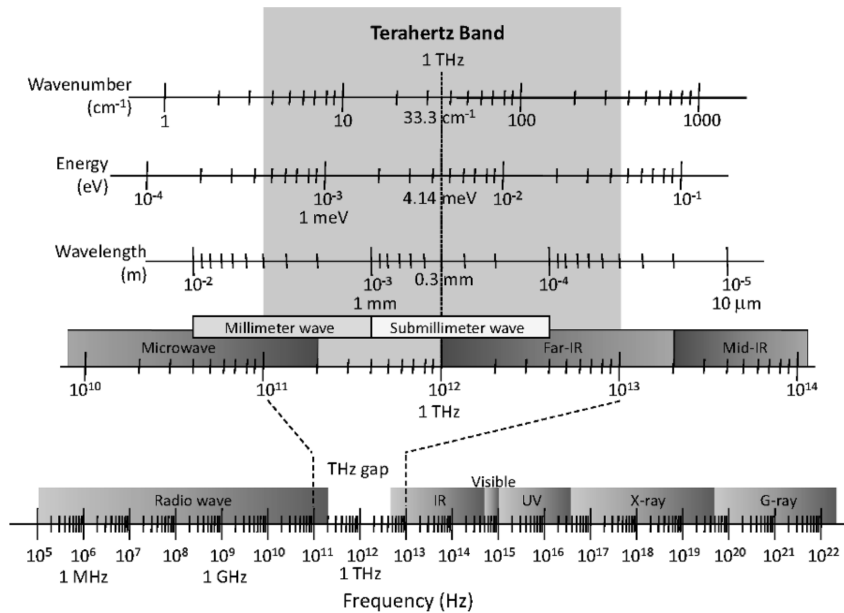 Terahertz Band
1 THz
Wavenumber
(cm⁻¹)
1 10 33.3 cm⁻¹ 100 1000
Energy
(eV)
10⁻⁴ 10⁻³ 4.14 meV 10⁻² 10⁻¹
1 meV
Wavelength
(m)
10⁻² 10⁻³ 0.3 mm 10⁻⁴ 10⁻⁵
1 mm 10 μm
Millimeter wave Submillimeter wave
Microwave Far-IR Mid-IR
10¹⁰ 10¹¹ 10¹² 10¹³ 10¹⁴
1 THz
THz gap
Visible
Radio wave IR UV X-ray G-ray
10⁵ 10⁶ 10⁷ 10⁸ 10⁹ 10¹⁰ 10¹¹ 10¹² 10¹³ 10¹⁴ 10¹⁵ 10¹⁶ 10¹⁷ 10¹⁸ 10¹⁹ 10²⁰ 10²¹ 10²²
1 MHz 1 GHz 1 THz
Frequency (Hz)